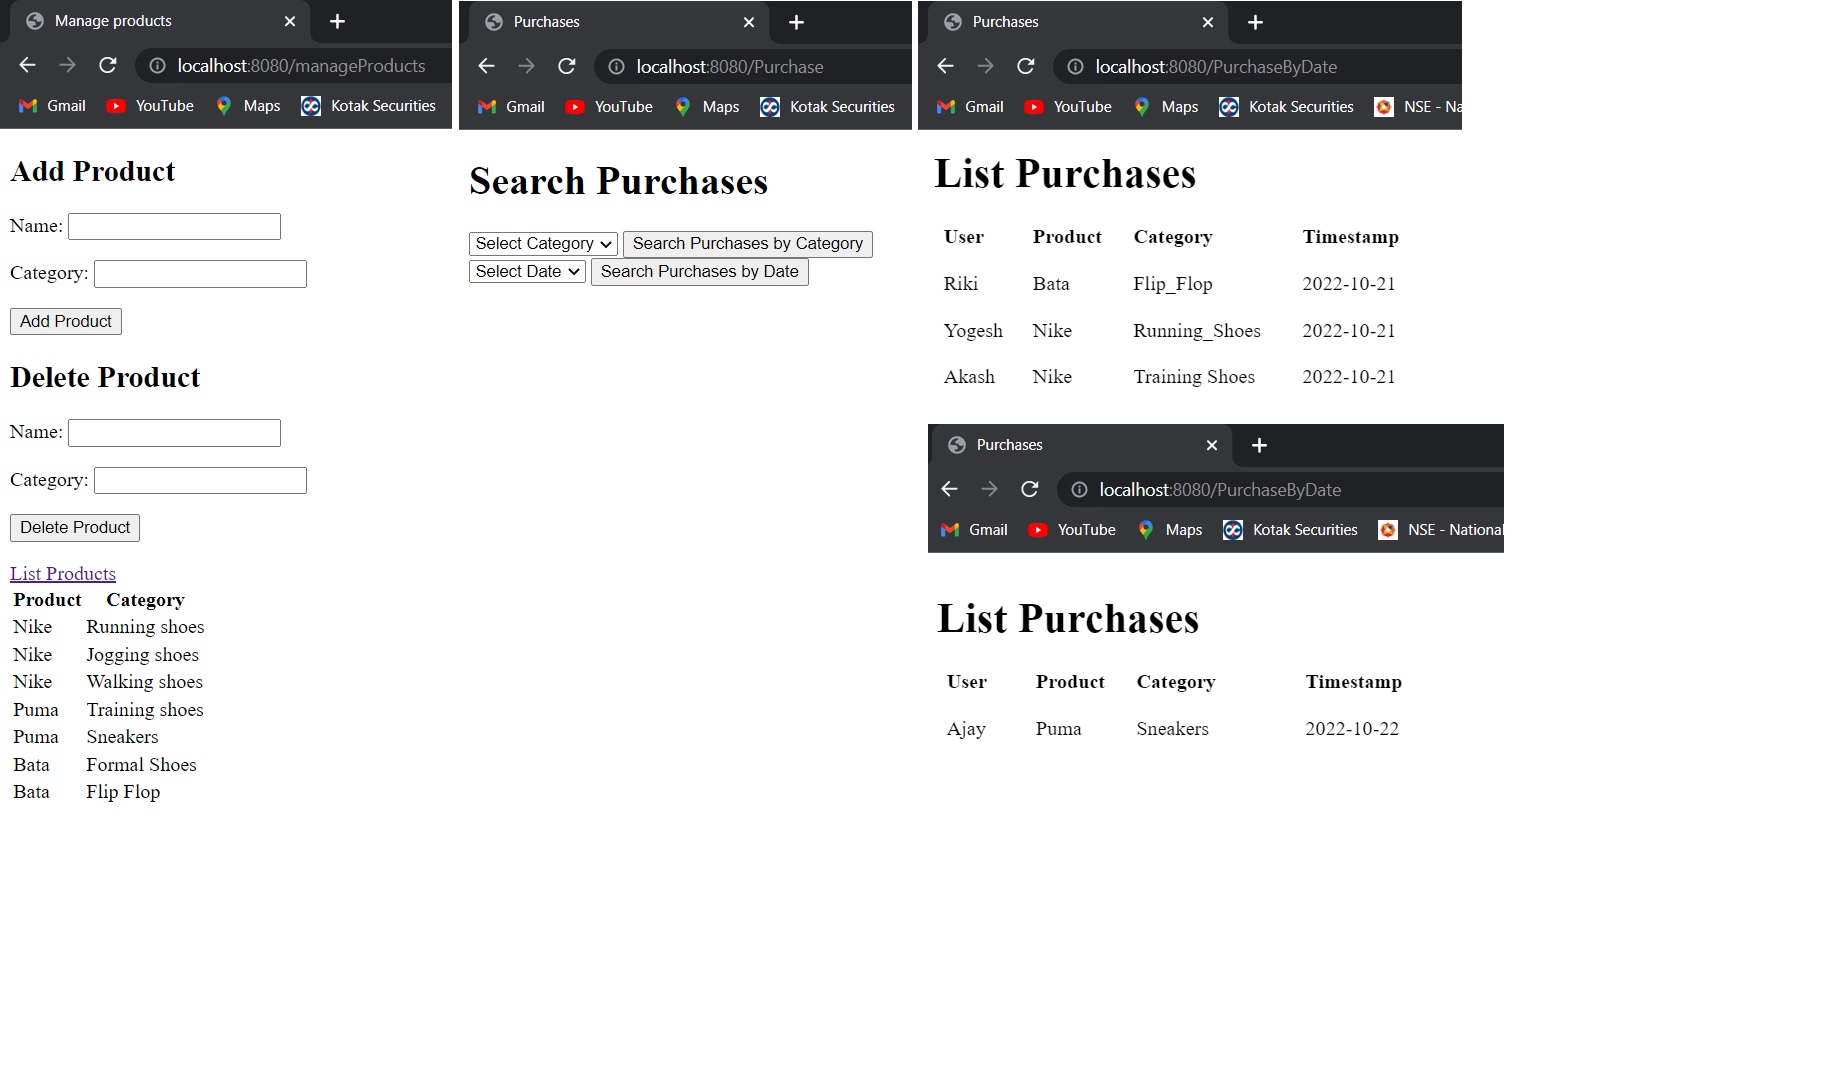 Manage products
localhost:8080/manageProducts
Gmail YouTube Maps Kotak Securities
Add Product
Name:
Category:
Add Product
Delete Product
Name:
Category:
Delete Product
List Products
Product Category
Nike Running shoes
Nike Jogging shoes
Nike Walking shoes
Puma Training shoes
Puma Sneakers
Bata Formal Shoes
Bata Flip Flop
Purchases
localhost:8080/Purchase
Gmail YouTube Maps Kotak Securities
Search Purchases
Select Category Search Purchases by Category
Select Date Search Purchases by Date
Purchases
localhost:8080/PurchaseByDate
Gmail YouTube Maps Kotak Securities NSE - Na
List Purchases
User Product Category Timestamp
Riki Bata Flip_Flop 2022-10-21
Yogesh Nike Running_Shoes 2022-10-21
Akash Nike Training Shoes 2022-10-21
Purchases
localhost:8080/PurchaseByDate
Gmail YouTube Maps Kotak Securities NSE - National
List Purchases
User Product Category Timestamp
Ajay Puma Sneakers 2022-10-22